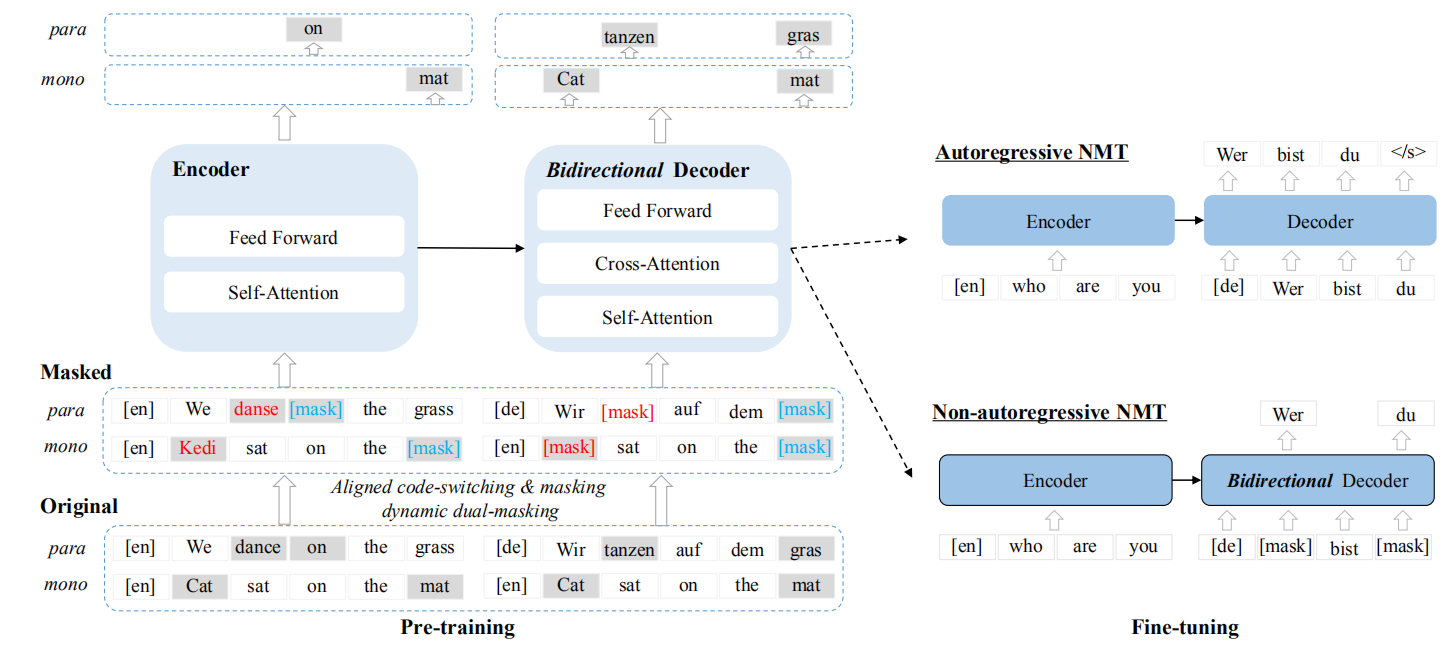 para on tanzen gras
mono mat Cat mat
Encoder
Feed Forward
Self-Attention
Bidirectional Decoder
Feed Forward
Cross-Attention
Self-Attention
Masked
para [en] We danse [mask] the grass [de] Wir [mask] auf dem [mask]
mono [en] Kedi sat on the [mask] [en] [mask] sat on the [mask]
Aligned code-switching & masking
dynamic dual-masking
Original
para [en] We dance on the grass [de] Wir tanzen auf dem gras
mono [en] Cat sat on the mat [en] Cat sat on the mat
Pre-training
Autoregressive NMT
Wer bist du </s>
Encoder Decoder
[en] who are you [de] Wer bist du
Non-autoregressive NMT
Wer du
Encoder Bidirectional Decoder
[en] who are you [de] [mask] bist [mask]
Fine-tuning